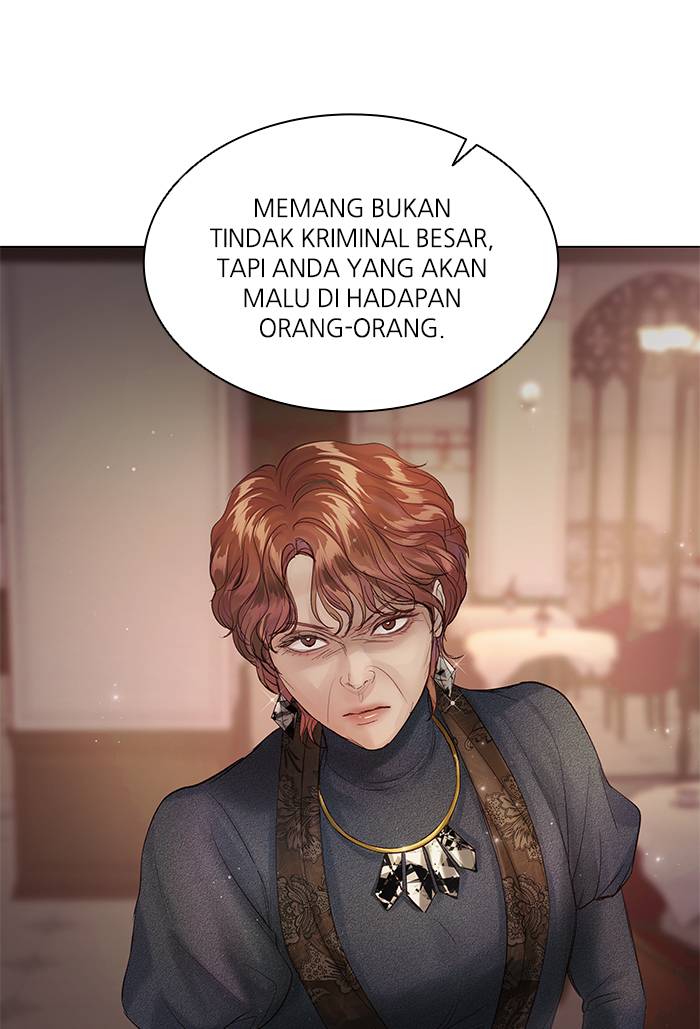 MEMANG BUKAN
TINDAK KRIMINAL BESAR,
TAPI ANDA YANG AKAN
MALU DI HADAPAN
ORANG-ORANG.